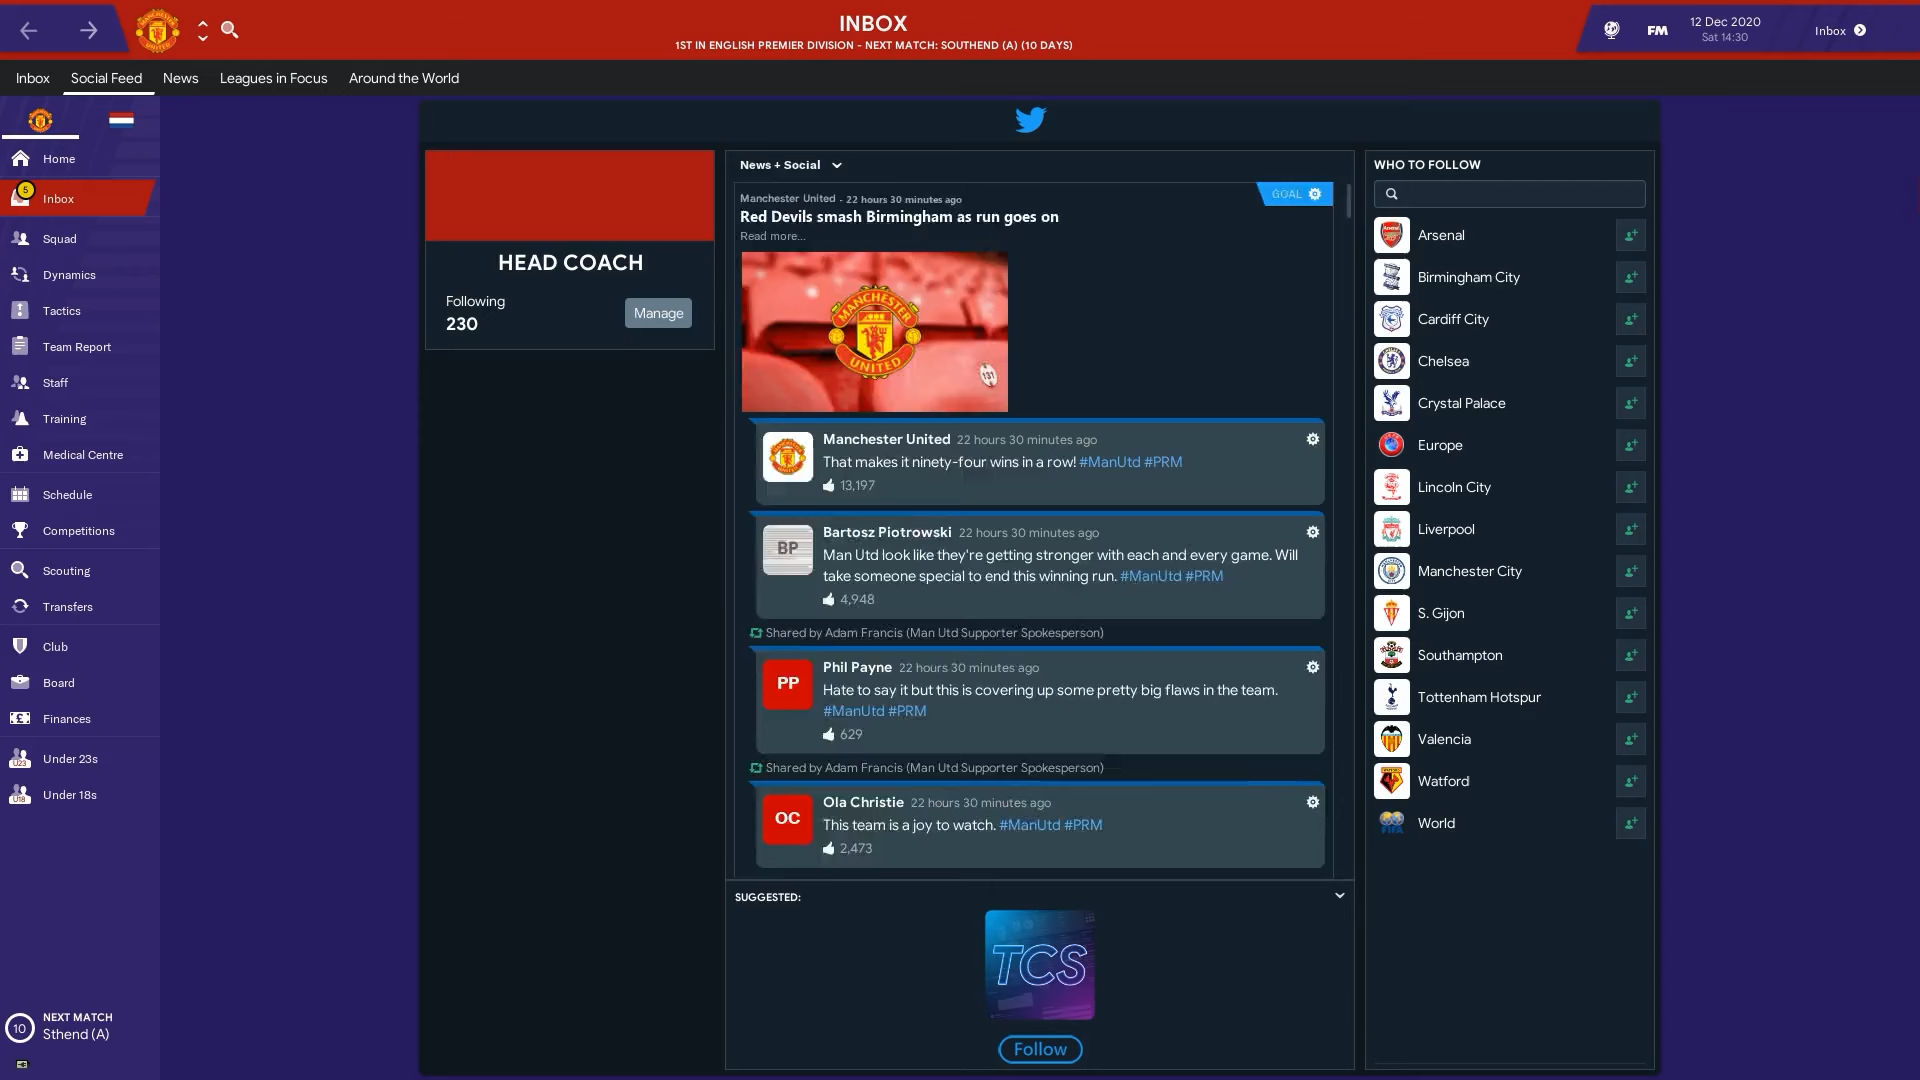 INBOX
1ST IN ENGLISH PREMIER DIVISION - NEXT MATCH: SOUTHEND (A) (10 DAYS)
FM
12 Dec 2020
Sat 14:30
Inbox
Inbox
Social Feed
News
Leagues in Focus
Around the World
Home
5
Inbox
Squad
Dynamics
Tactics
Team Report
Staff
Training
Medical Centre
Schedule
Competitions
Scouting
Transfers
Club
Board
Finances
U23
Under 23s
U18
Under 18s
10
NEXT MATCH
Sthend (A)
HEAD COACH
Following
230
Manage
News + Social
Manchester United - 22 hours 30 minutes ago
GOAL
Red Devils smash Birmingham as run goes on
Read more...
MANCHESTER
UNITED
131
Manchester United 22 hours 30 minutes ago
That makes it ninety-four wins in a row! #ManUtd #PRM
13,197
BP
Bartosz Piotrowski 22 hours 30 minutes ago
Man Utd look like they're getting stronger with each and every game. Will
take someone special to end this winning run. #ManUtd #PRM
4,948
Shared by Adam Francis (Man Utd Supporter Spokesperson)
PP
Phil Payne 22 hours 30 minutes ago
Hate to say it but this is covering up some pretty big flaws in the team.
#ManUtd #PRM
629
Shared by Adam Francis (Man Utd Supporter Spokesperson)
OC
Ola Christie 22 hours 30 minutes ago
This team is a joy to watch. #ManUtd #PRM
2,473
SUGGESTED:
TCS
Follow
WHO TO FOLLOW
Arsenal
Birmingham City
Cardiff City
Chelsea
Crystal Palace
Europe
Lincoln City
Liverpool
Manchester City
S. Gijon
Southampton
Tottenham Hotspur
Valencia
Watford
FIFA
World